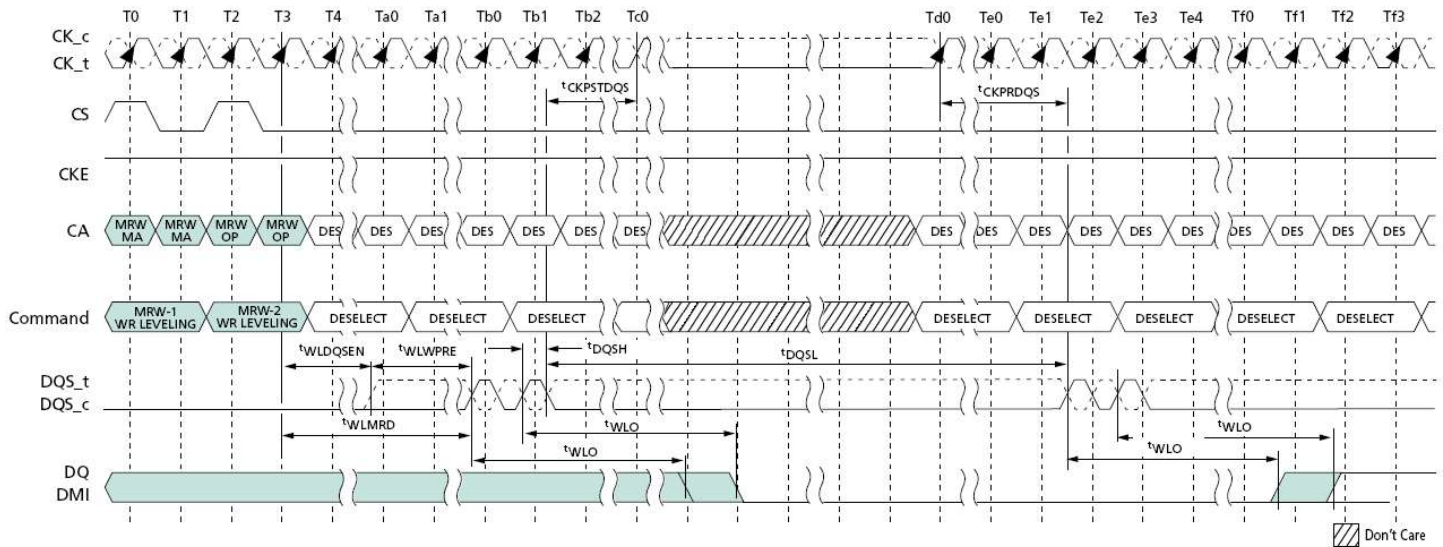 T0 T1 T2 T3 T4 Ta0 Ta1 Tb0 Tb1 Tb2 Tc0 Td0 Te0 Te1 Te2 Te3 Te4 Tf0 Tf1 Tf2 Tf3
CK_c
CK_t
tCKPSTDQS tCKPRDQS
CS
CKE
CA MRW MA MRW MA MRW OP MRW OP DES DES DES DES DES DES DES DES DES DES DES DES DES DES DES DES DES
Command MRW-1 WR LEVELING MRW-2 WR LEVELING DESELECT DESELECT DESELECT DESELECT DESELECT DESELECT DESELECT DESELECT
tWLDQSEN tWLWPRE tDQSH tDQSL
DQS_t
DQS_c
tWLMRD tWLO tWLO
tWLO tWLO
DQ
DMI
Don't Care